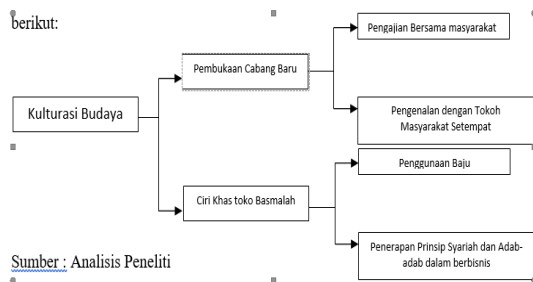 berikut:
Pengajian Bersama masyarakat
Pembukaan Cabang Baru
Kulturasi Budaya
Pengenalan dengan Tokoh
Masyarakat Setempat
Penggunaan Baju
Ciri Khas toko Basmalah
Penerapan Prinsip Syariah dan Adab-
adab dalam berbisnis
Sumber : Analisis Peneliti